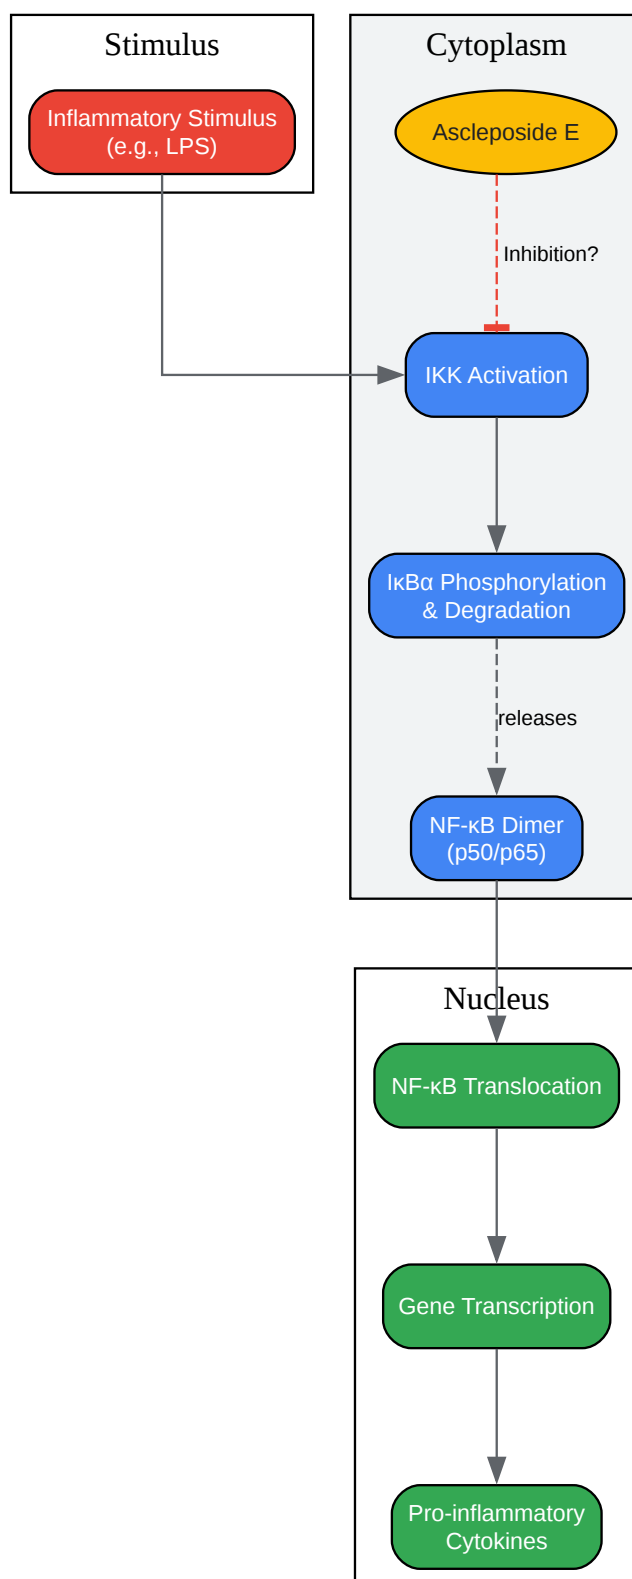 Stimulus
Inflammatory Stimulus
(e.g., LPS)
Cytoplasm
Ascleposide E
Inhibition?
IKK Activation
IκBα Phosphorylation
& Degradation
releases
NF-κB Dimer
(p50/p65)
Nucleus
NF-κB Translocation
Gene Transcription
Pro-inflammatory
Cytokines